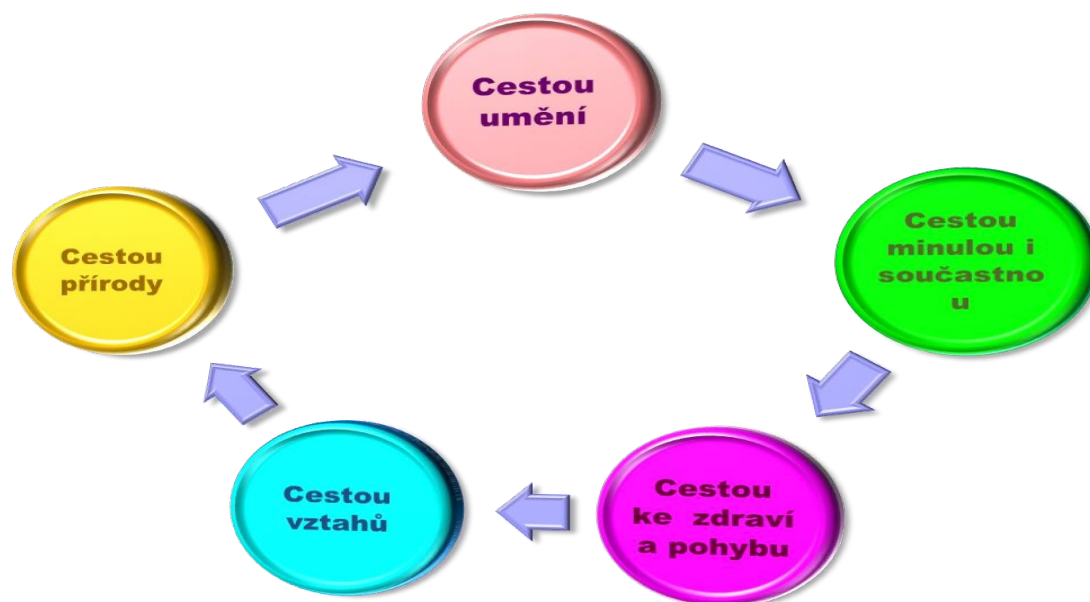 Cestou
umění
Cestou
minulou i
součastno
u
Cestou
ke zdraví
a pohybu
Cestou
vztahů
Cestou
přírody